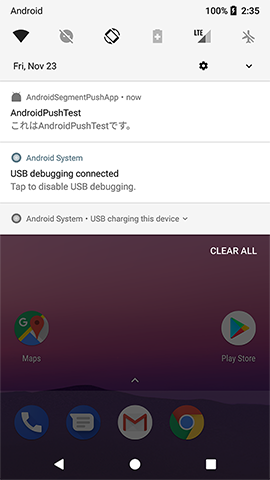 Android 100% 2:35
LTE
Fri, Nov 23
AndroidSegmentPushApp • now
AndroidPushTest
これはAndroidPushTestです。
Android System
USB debugging connected
Tap to disable USB debugging.
Android System • USB charging this device
CLEAR ALL
Maps Play Store